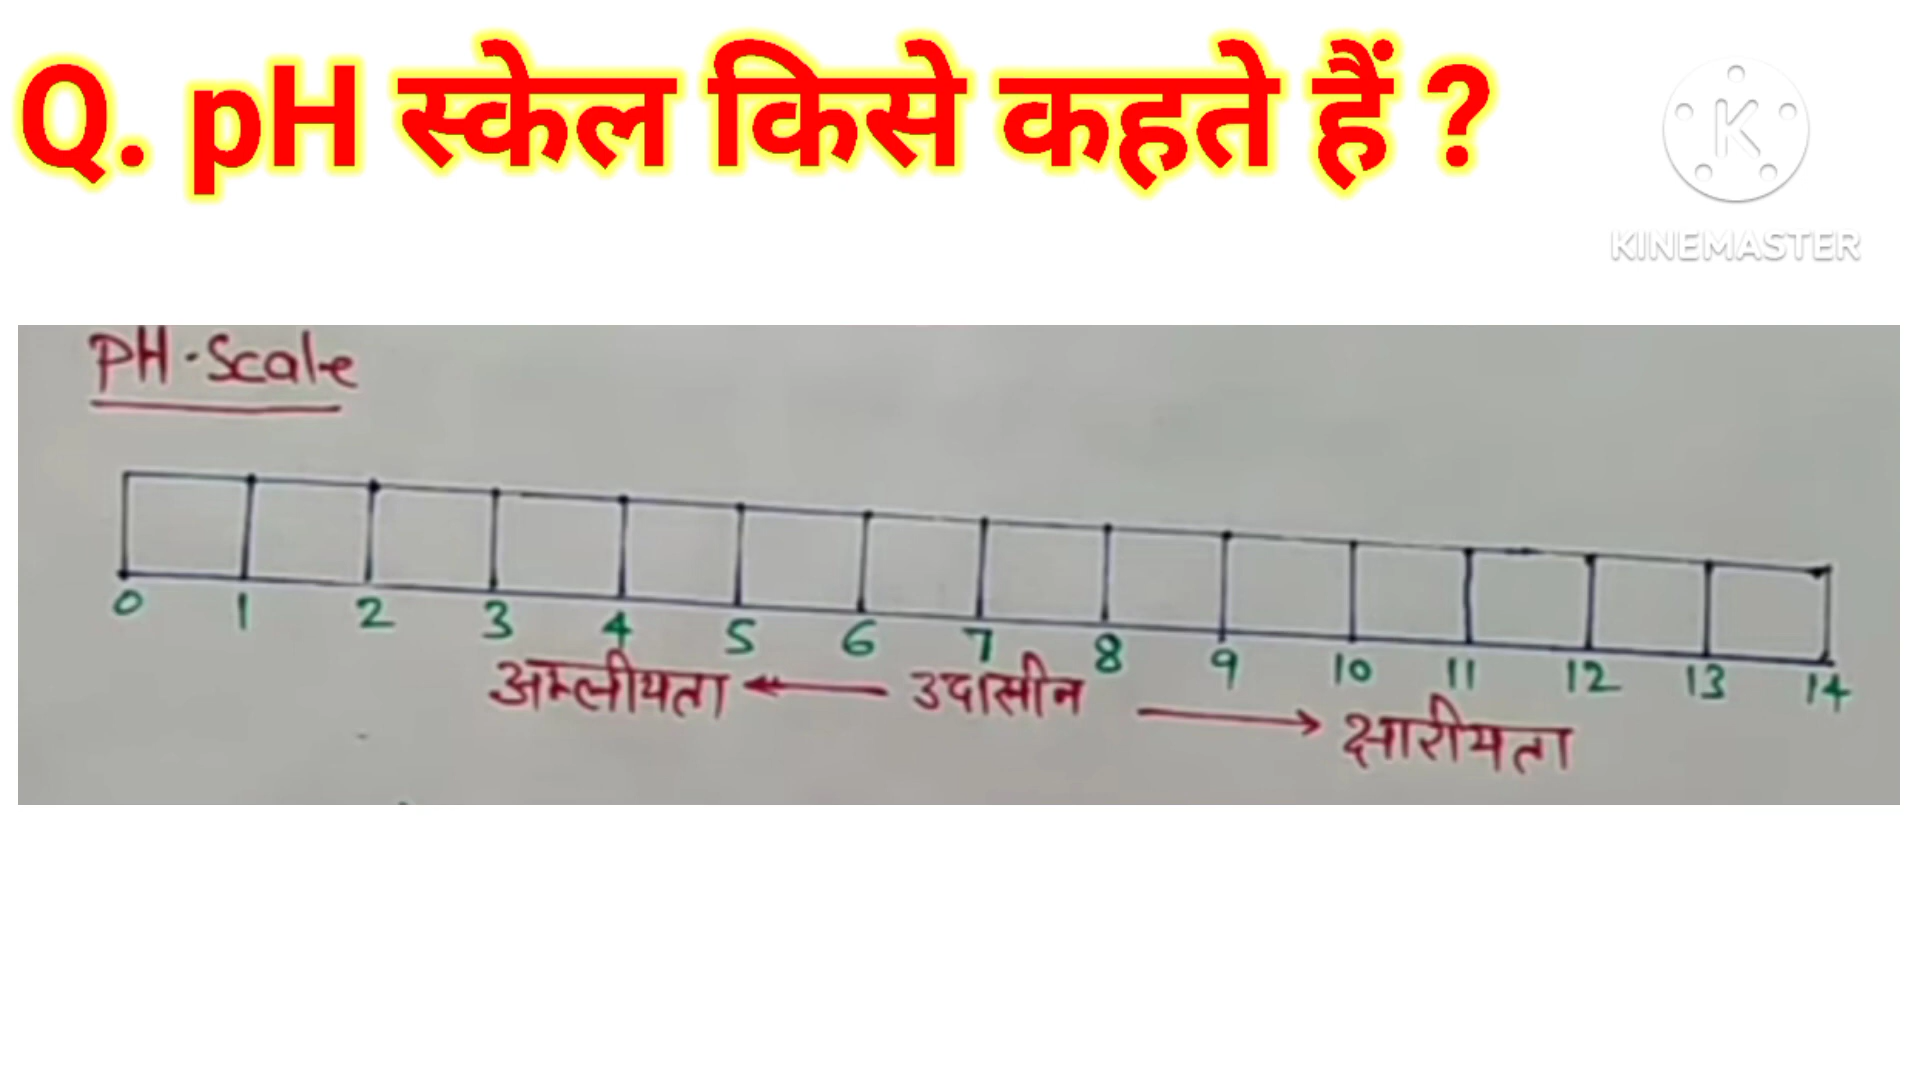 Q. pH स्केल किसे कहते हैं ?
K
KINEMASTER
PH-Scale
0 1 2 3 4 5 6 7 8 9 10 11 12 13 14
अम्लीयता ← उदासीन → क्षारीयता